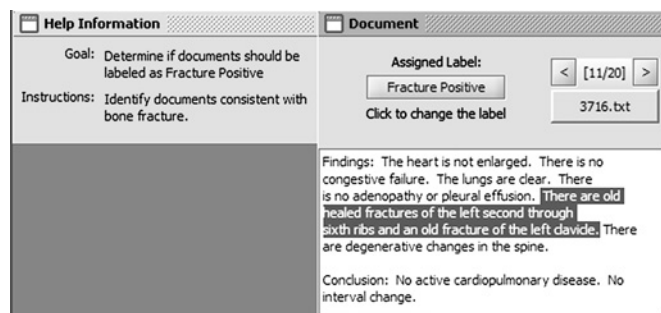 Help Information
Goal: Determine if documents should be
labeled as Fracture Positive
Instructions: Identify documents consistent with
bone fracture.
Document
Assigned Label:
Fracture Positive
Click to change the label
< [11/20] >
3716.txt
Findings: The heart is not enlarged. There is no
congestive failure. The lungs are clear. There
is no adenopathy or pleural effusion. There are old
healed fractures of the left second through
sixth ribs and an old fracture of the left clavicle. There
are degenerative changes in the spine.
Conclusion: No active cardiopulmonary disease. No
interval change.